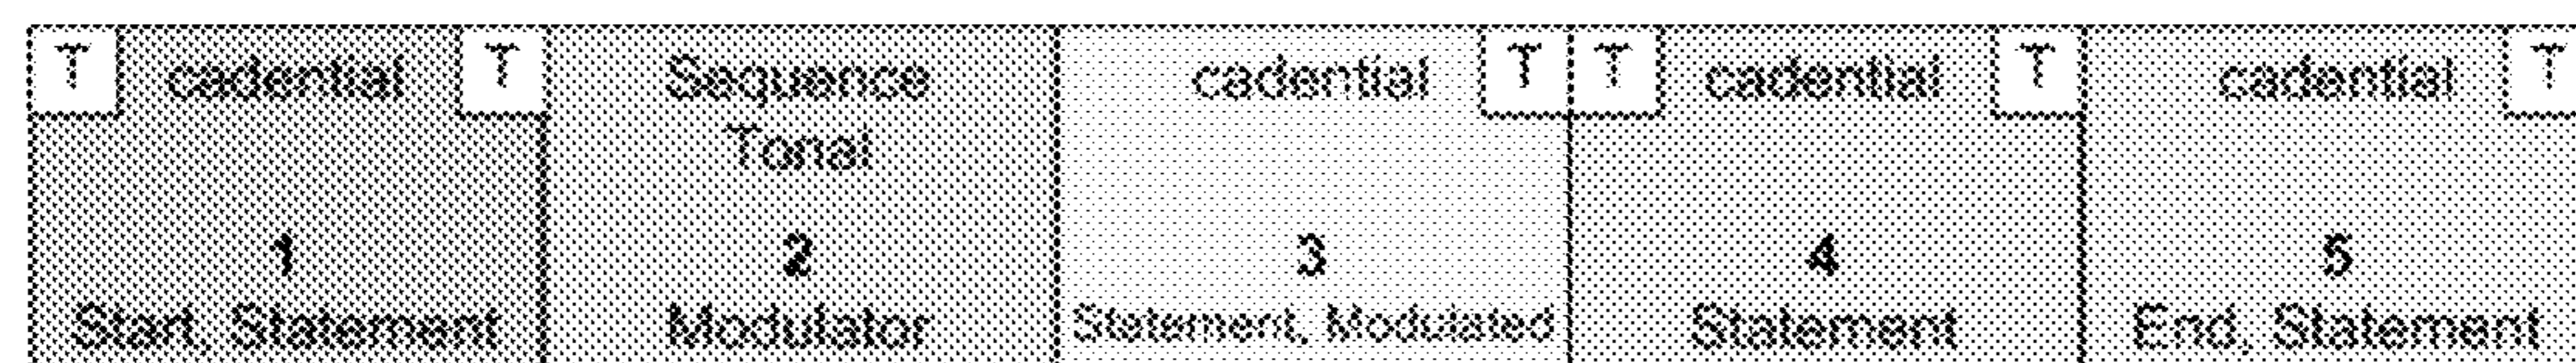 T cadential T Sequence cadential T T cadential T cadential T
Tonal
1 2 3 4 5
Start, Statement Modulator Statement, Modulated Statement End, Statement